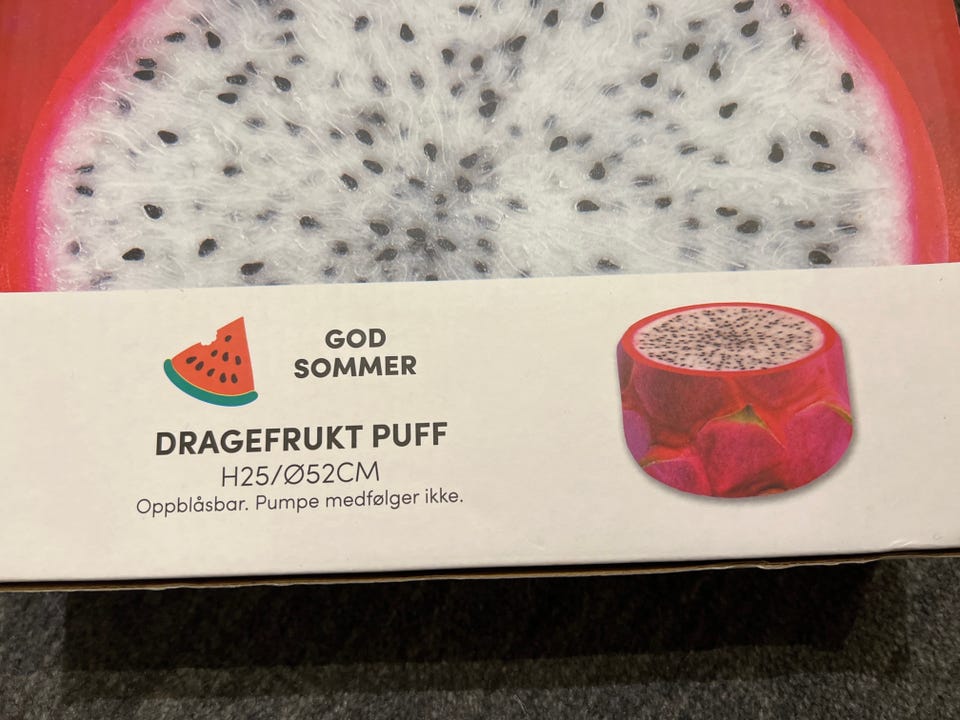 GOD
SOMMER
DRAGEFRUKT PUFF
H25/Ø52CM
Oppblåsbar. Pumpe medfølger ikke.